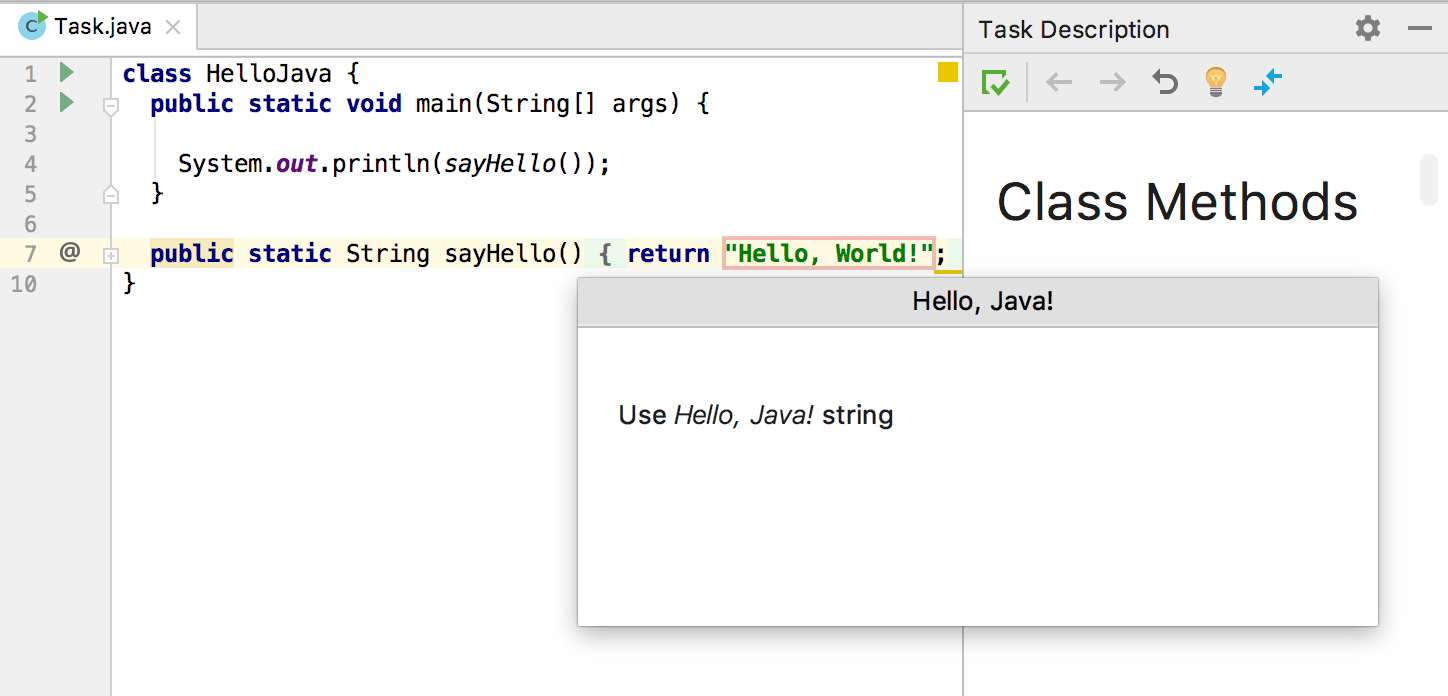 C Task.java
1 class HelloJava {
2 public static void main(String[] args) {
3
4 System.out.println(sayHello());
5 }
6
7 @ public static String sayHello() { return "Hello, World!";
10 }
Task Description
Class Methods
Hello, Java!
Use Hello, Java! string